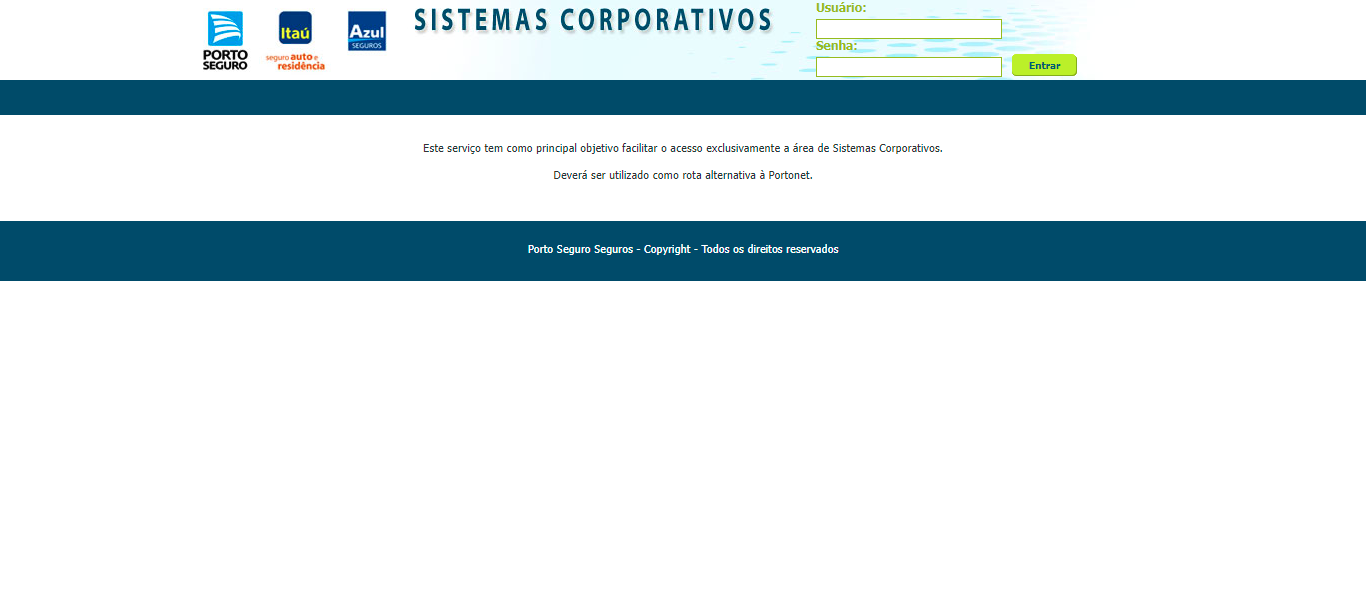 PORTO
SEGURO
Itaú
seguro auto e
residência
Azul
SEGUROS
SISTEMAS CORPORATIVOS
Usuário:
Senha:
Entrar
Este serviço tem como principal objetivo facilitar o acesso exclusivamente a área de Sistemas Corporativos.
Deverá ser utilizado como rota alternativa à Portonet.
Porto Seguro Seguros - Copyright - Todos os direitos reservados